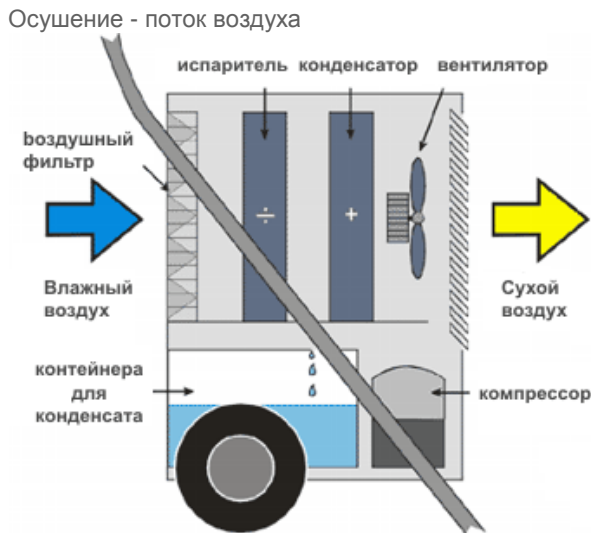 Осушение - поток воздуха
испаритель конденсатор вентилятор
bоздушный
фильтр
÷
+
Влажный
воздух
Сухой
воздух
контейнера
для
конденсата
компрессор